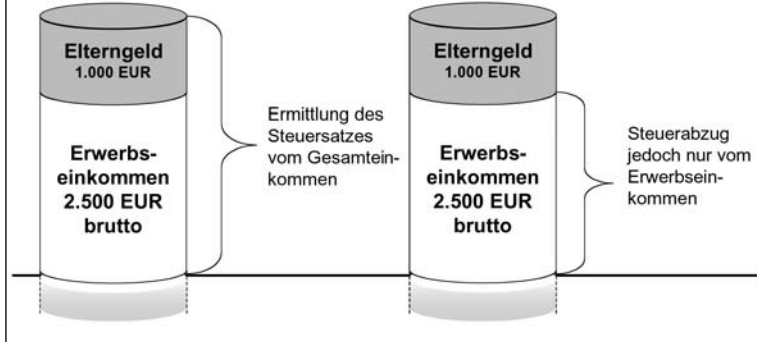 Elterngeld
1.000 EUR
Erwerbs-
einkommen
2.500 EUR
brutto
Ermittlung des
Steuersatzes
vom Gesamtein-
kommen
Elterngeld
1.000 EUR
Erwerbs-
einkommen
2.500 EUR
brutto
Steuerabzug
jedoch nur vom
Erwerbsein-
kommen